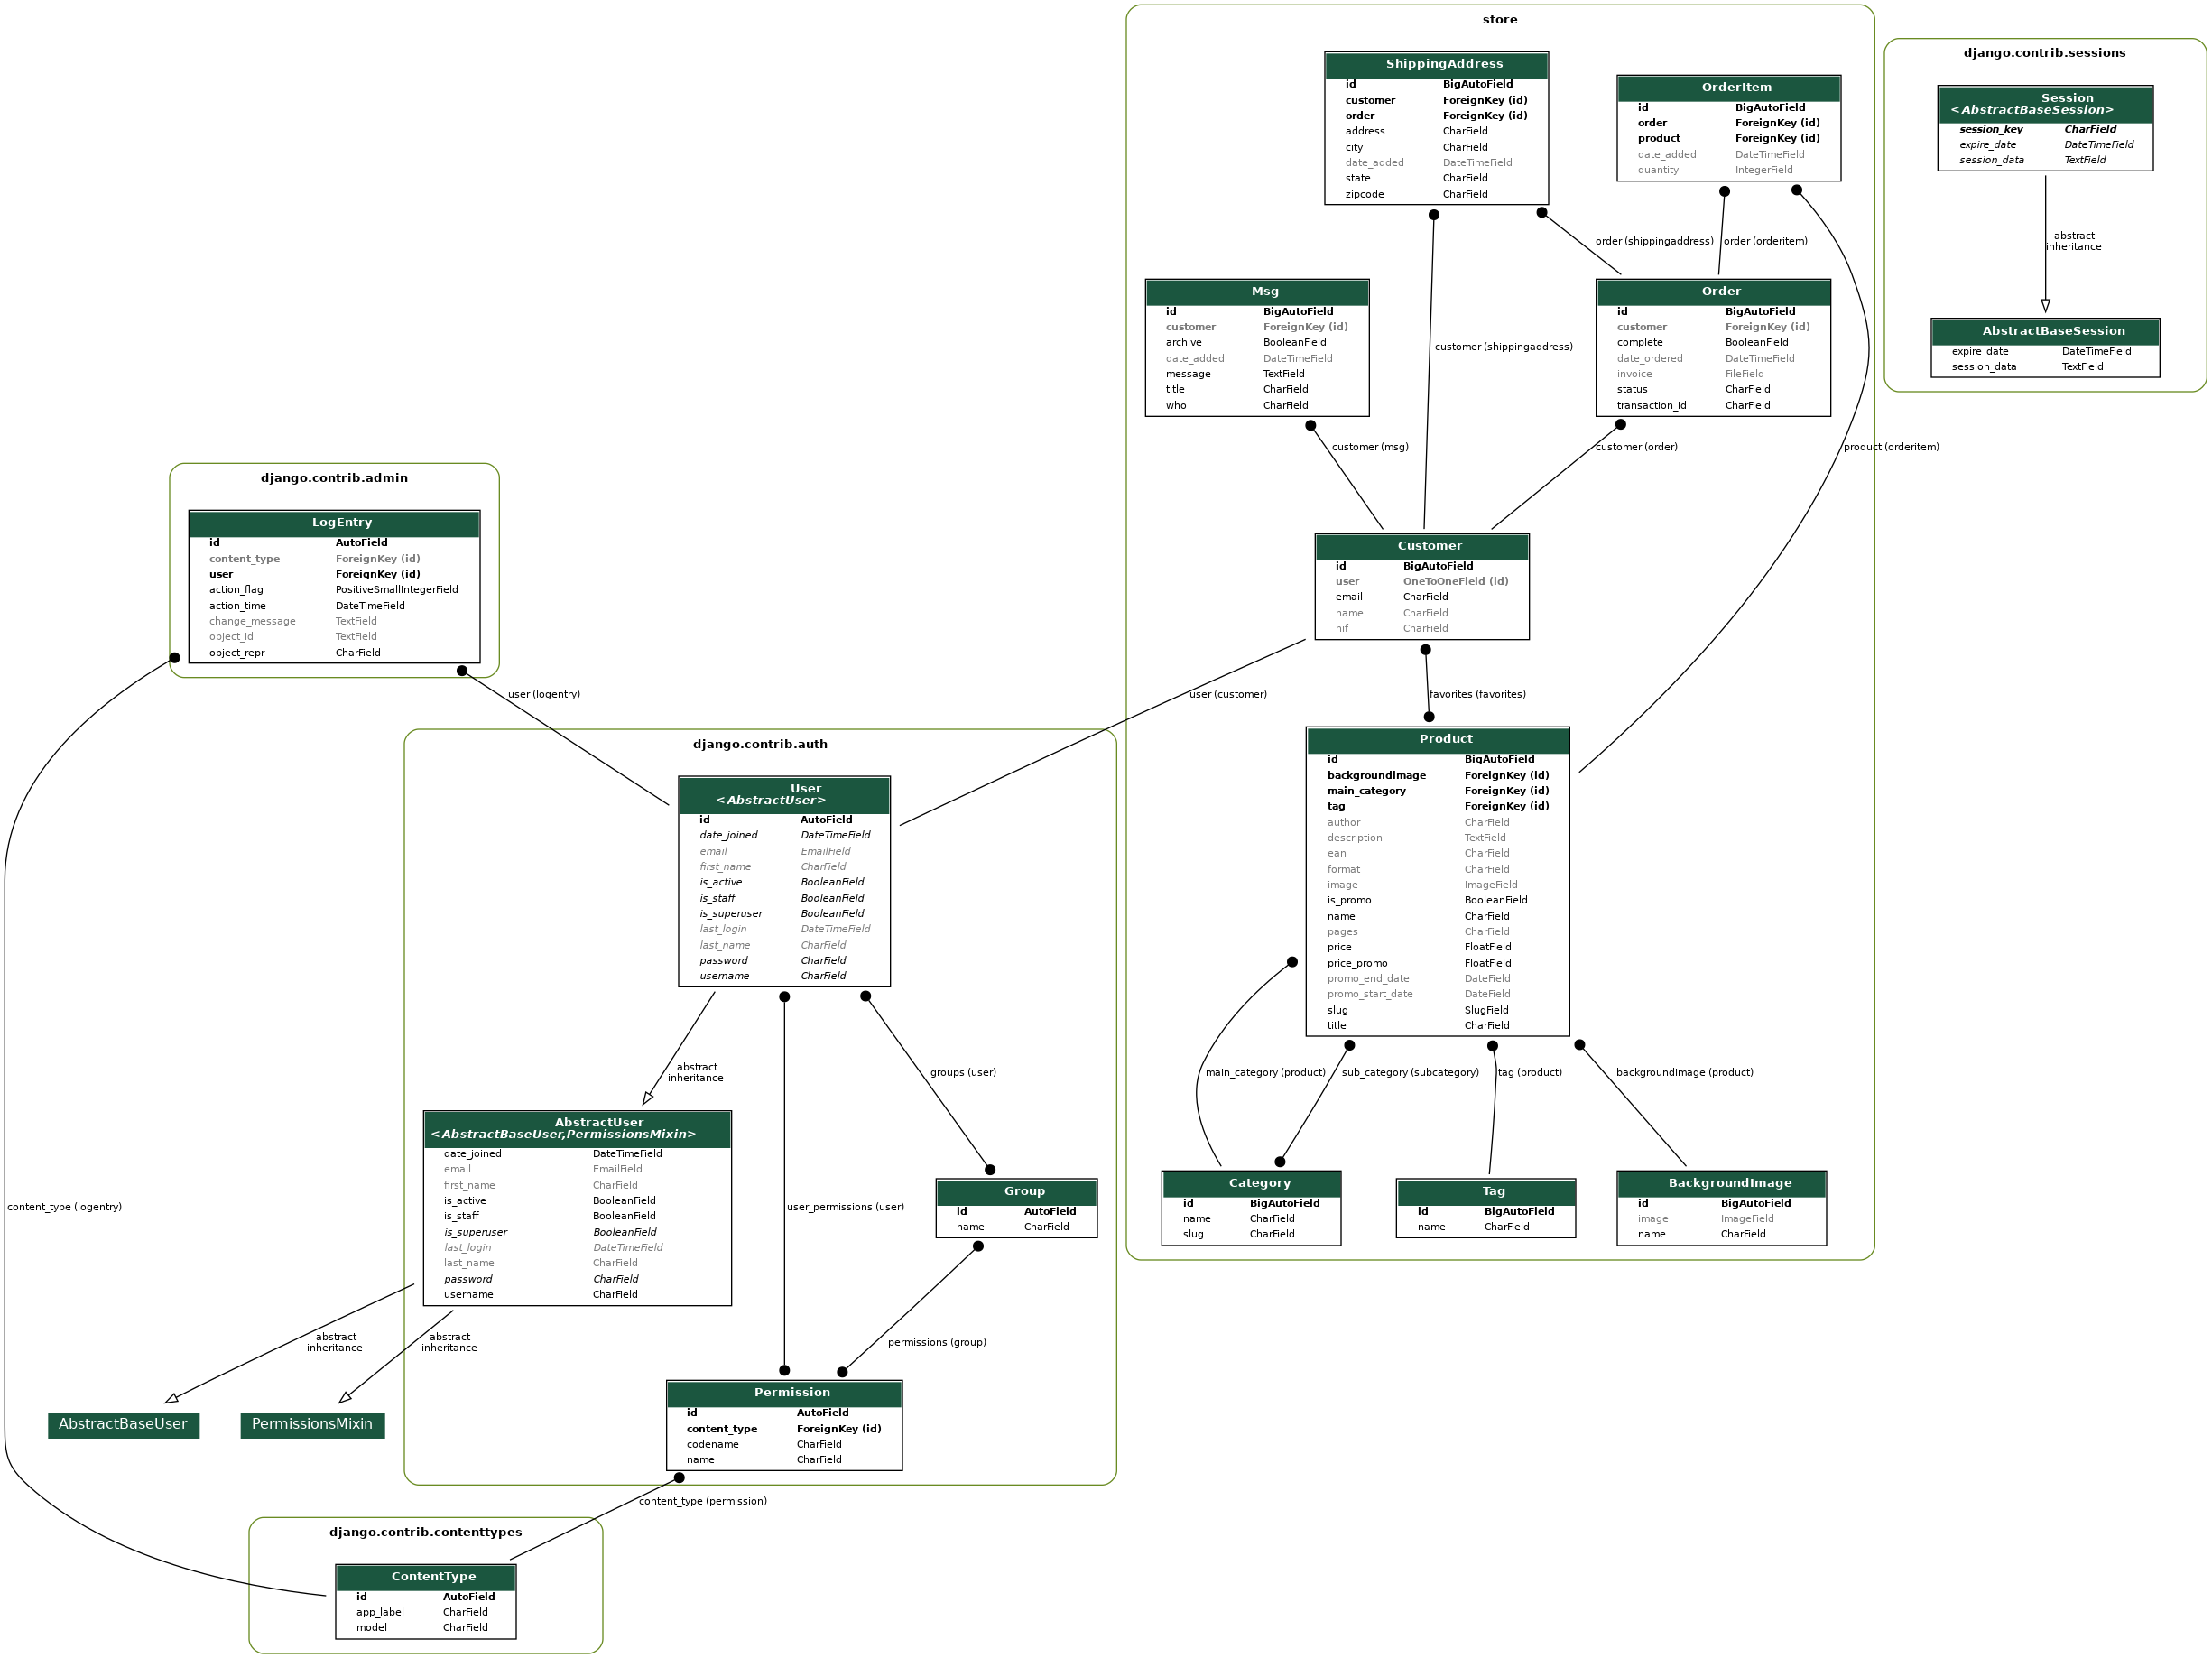 store
ShippingAddress
id BigAutoField
customer ForeignKey (id)
order ForeignKey (id)
address CharField
city CharField
date_added DateTimeField
state CharField
zipcode CharField
OrderItem
id BigAutoField
order ForeignKey (id)
product ForeignKey (id)
date_added DateTimeField
quantity IntegerField
django.contrib.sessions
Session
<AbstractBaseSession>
session_key CharField
expire_date DateTimeField
session_data TextField
abstract
inheritance
AbstractBaseSession
expire_date DateTimeField
session_data TextField
order (shippingaddress)
order (orderitem)
Msg
id BigAutoField
customer ForeignKey (id)
archive BooleanField
date_added DateTimeField
message TextField
title CharField
who CharField
customer (shippingaddress)
Order
id BigAutoField
customer ForeignKey (id)
complete BooleanField
date_ordered DateTimeField
invoice FileField
status CharField
transaction_id CharField
customer (msg)
customer (order)
product (orderitem)
django.contrib.admin
LogEntry
id AutoField
content_type ForeignKey (id)
user ForeignKey (id)
action_flag PositiveSmallIntegerField
action_time DateTimeField
change_message TextField
object_id TextField
object_repr CharField
Customer
id BigAutoField
user OneToOneField (id)
email CharField
name CharField
nif CharField
user (logentry)
user (customer)
favorites (favorites)
django.contrib.auth
User
<AbstractUser>
id AutoField
date_joined DateTimeField
email EmailField
first_name CharField
is_active BooleanField
is_staff BooleanField
is_superuser BooleanField
last_login DateTimeField
last_name CharField
password CharField
username CharField
Product
id BigAutoField
backgroundimage ForeignKey (id)
main_category ForeignKey (id)
tag ForeignKey (id)
author CharField
description TextField
ean CharField
format CharField
image ImageField
is_promo BooleanField
name CharField
pages CharField
price FloatField
price_promo FloatField
promo_end_date DateField
promo_start_date DateField
slug SlugField
title CharField
abstract
inheritance
groups (user)
main_category (product)
sub_category (subcategory)
tag (product)
backgroundimage (product)
AbstractUser
<AbstractBaseUser,PermissionsMixin>
date_joined DateTimeField
email EmailField
first_name CharField
is_active BooleanField
is_staff BooleanField
is_superuser BooleanField
last_login DateTimeField
last_name CharField
password CharField
username CharField
content_type (logentry)
user_permissions (user)
Group
id AutoField
name CharField
Category
id BigAutoField
name CharField
slug CharField
Tag
id BigAutoField
name CharField
BackgroundImage
id BigAutoField
image ImageField
name CharField
abstract
inheritance
abstract
inheritance
permissions (group)
AbstractBaseUser
PermissionsMixin
Permission
id AutoField
content_type ForeignKey (id)
codename CharField
name CharField
content_type (permission)
django.contrib.contenttypes
ContentType
id AutoField
app_label CharField
model CharField